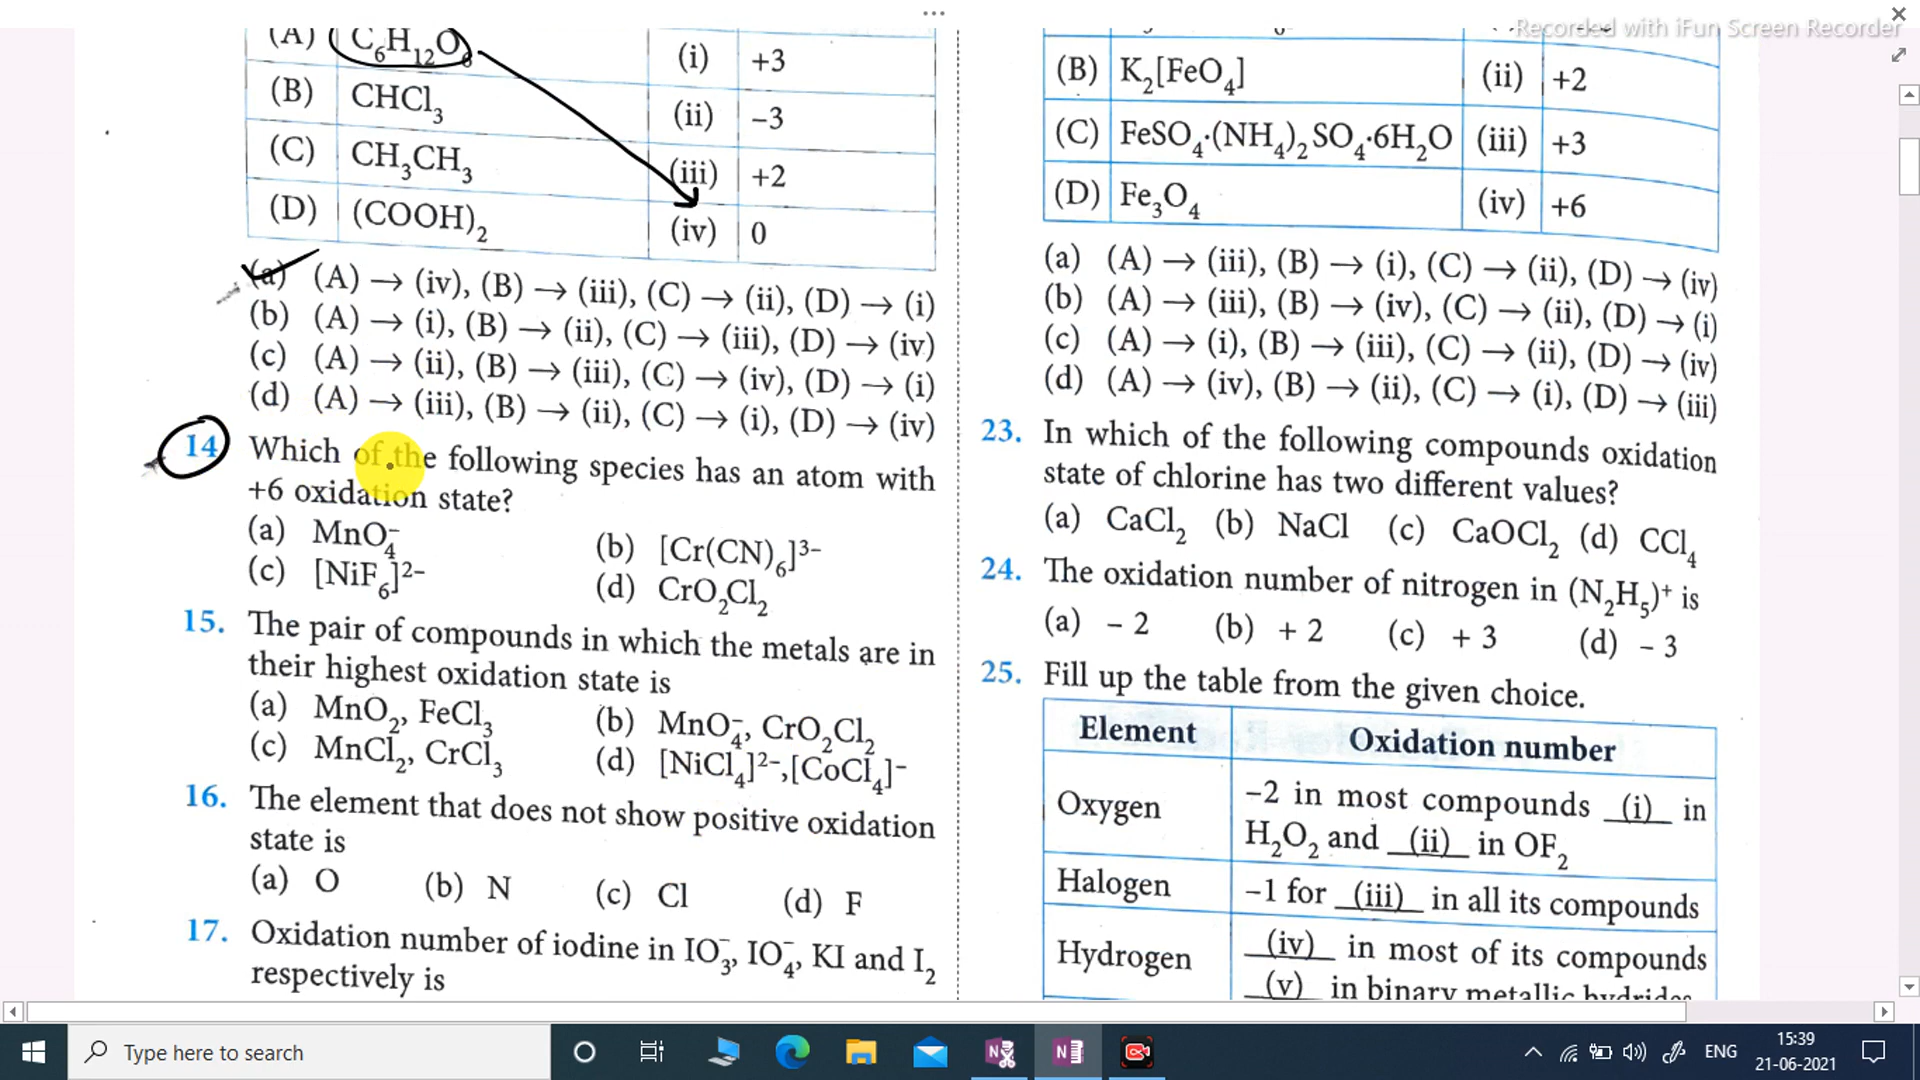 Recorded with iFun Screen Recorder
(A) C₆H₁₂O₆ (i) +3
(B) CHCl₃ (ii) –3
(C) CH₃CH₃ (iii) +2
(D) (COOH)₂ (iv) 0
(a) (A) → (iv), (B) → (iii), (C) → (ii), (D) → (i)
(b) (A) → (i), (B) → (ii), (C) → (iii), (D) → (iv)
(c) (A) → (ii), (B) → (iii), (C) → (iv), (D) → (i)
(d) (A) → (iii), (B) → (ii), (C) → (i), (D) → (iv)
14 Which of the following species has an atom with
+6 oxidation state?
(a) MnO₄⁻ (b) [Cr(CN)₆]³⁻
(c) [NiF₆]²⁻ (d) CrO₂Cl₂
15. The pair of compounds in which the metals are in
their highest oxidation state is
(a) MnO₂, FeCl₃ (b) MnO₄⁻, CrO₂Cl₂
(c) MnCl₂, CrCl₃ (d) [NiCl₄]²⁻,[CoCl₄]⁻
16. The element that does not show positive oxidation
state is
(a) O (b) N (c) Cl (d) F
17. Oxidation number of iodine in IO₃⁻, IO₄⁻, KI and I₂
respectively is
(B) K₂[FeO₄] (ii) +2
(C) FeSO₄·(NH₄)₂SO₄·6H₂O (iii) +3
(D) Fe₃O₄ (iv) +6
(a) (A) → (iii), (B) → (i), (C) → (ii), (D) → (iv)
(b) (A) → (iii), (B) → (iv), (C) → (ii), (D) → (i)
(c) (A) → (i), (B) → (iii), (C) → (ii), (D) → (iv)
(d) (A) → (iv), (B) → (ii), (C) → (i), (D) → (iii)
23. In which of the following compounds oxidation
state of chlorine has two different values?
(a) CaCl₂ (b) NaCl (c) CaOCl₂ (d) CCl₄
24. The oxidation number of nitrogen in (N₂H₅)⁺ is
(a) – 2 (b) + 2 (c) + 3 (d) – 3
25. Fill up the table from the given choice.
Element Oxidation number
Oxygen –2 in most compounds (i) in
H₂O₂ and (ii) in OF₂
Halogen –1 for (iii) in all its compounds
Hydrogen (iv) in most of its compounds
(v) in binary metallic hydrides
Type here to search
ENG
15:39
21-06-2021